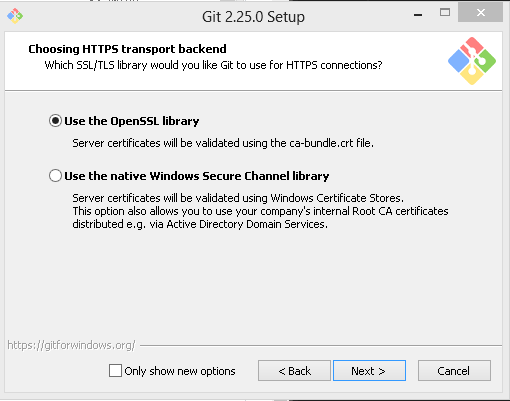 Git 2.25.0 Setup
Choosing HTTPS transport backend
Which SSL/TLS library would you like Git to use for HTTPS connections?
Use the OpenSSL library
Server certificates will be validated using the ca-bundle.crt file.
Use the native Windows Secure Channel library
Server certificates will be validated using Windows Certificate Stores.
This option also allows you to use your company's internal Root CA certificates
distributed e.g. via Active Directory Domain Services.
https://gitforwindows.org/
Only show new options
< Back
Next >
Cancel